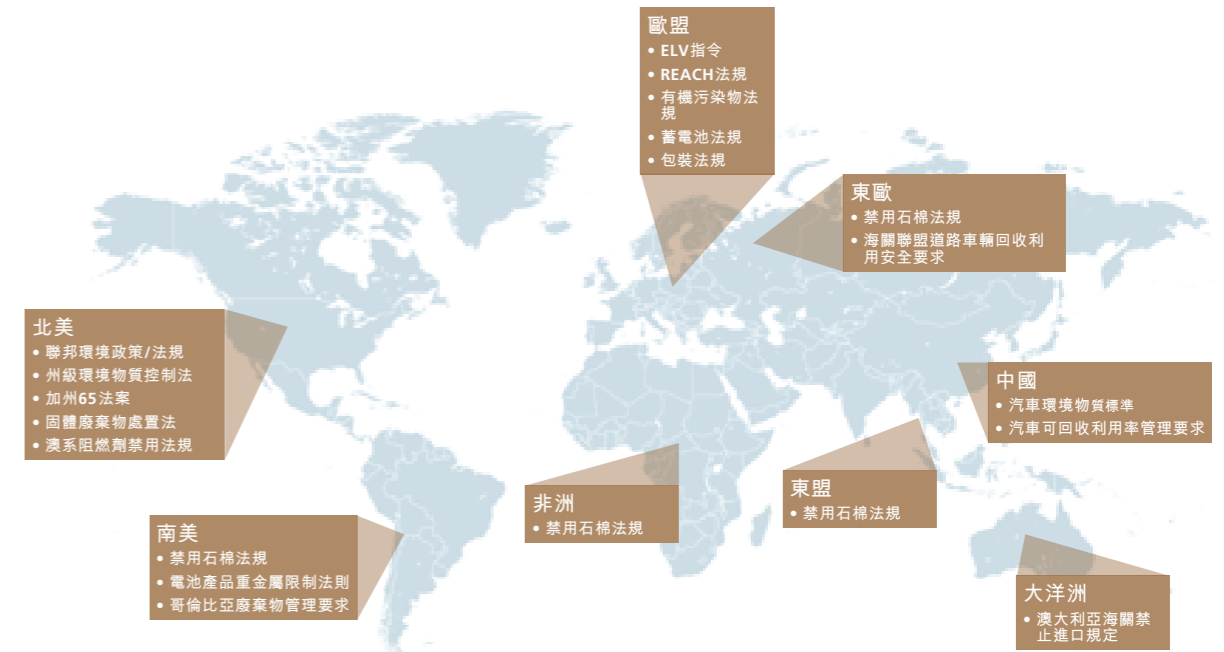 歐盟
• ELV指令
• REACH法規
• 有機污染物法
規
• 蓄電池法規
• 包裝法規
東歐
• 禁用石棉法規
• 海關聯盟道路車輛回收利
用安全要求
北美
• 聯邦環境政策/法規
• 州級環境物質控制法
• 加州65法案
• 固體廢棄物處置法
• 澳系阻燃劑禁用法規
中國
• 汽車環境物質標準
• 汽車可回收利用率管理要求
東盟
• 禁用石棉法規
非洲
• 禁用石棉法規
南美
• 禁用石棉法規
• 電池產品重金屬限制法則
• 哥倫比亞廢棄物管理要求
大洋洲
• 澳大利亞海關禁
止進口規定